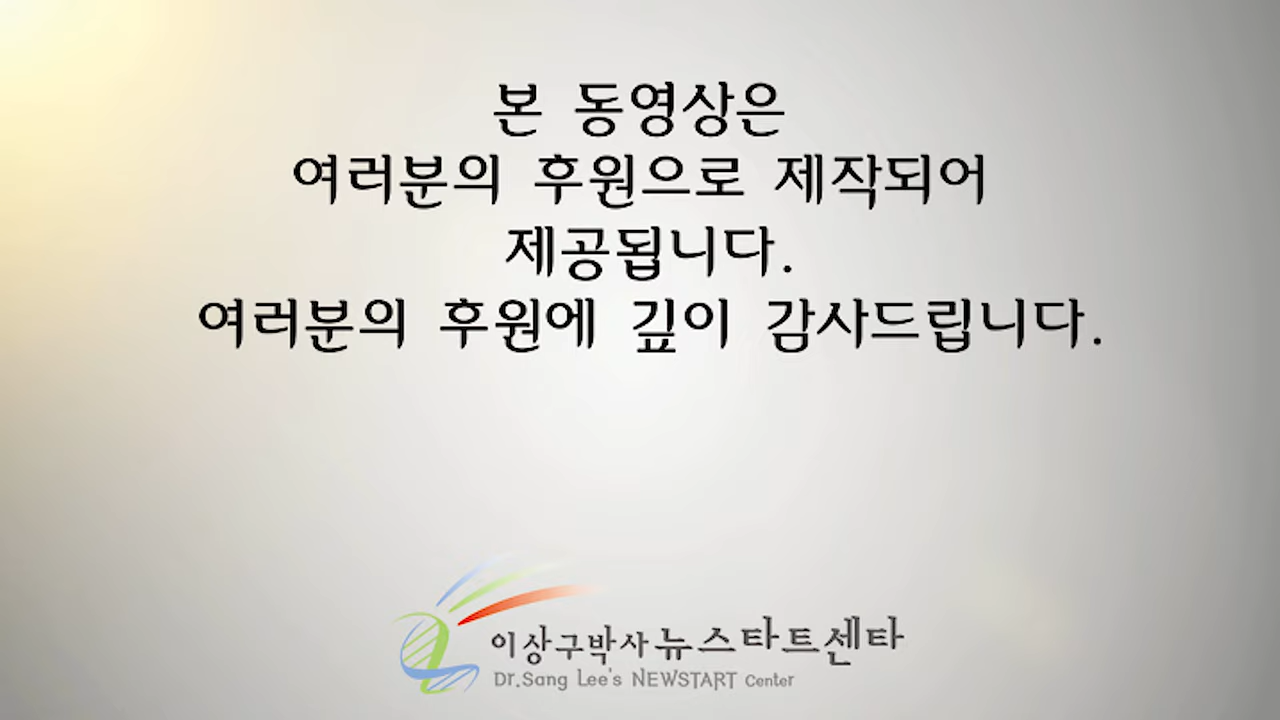 본 동영상은
여러분의 후원으로 제작되어
제공됩니다.
여러분의 후원에 깊이 감사드립니다.
이상구박사 뉴스타트센타
Dr.Sang Lee's NEWSTART Center